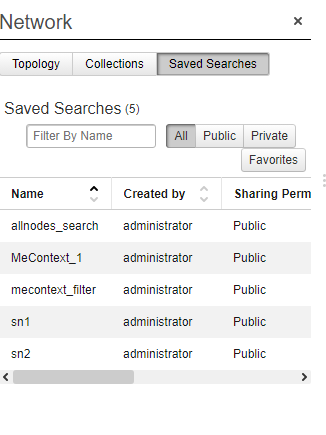 Network
Topology Collections Saved Searches
Saved Searches (5)
Filter By Name All Public Private
Favorites
Name Created by Sharing Perm
allnodes_search administrator Public
MeContext_1 administrator Public
mecontext_filter administrator Public
sn1 administrator Public
sn2 administrator Public